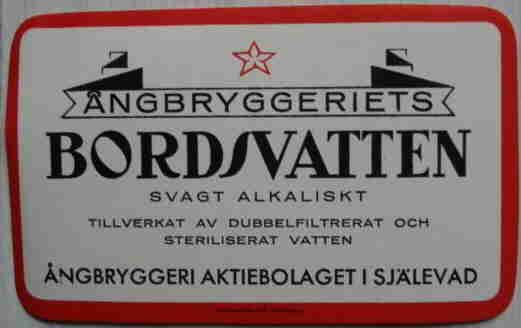 ÅNGBRYGGERIETS
BORDSVATTEN
SVAGT ALKALISKT
TILLVERKAT AV DUBBELFILTRERAT OCH
STERILISERAT VATTEN
ÅNGBRYGGERI AKTIEBOLAGET I SJÄLEVAD